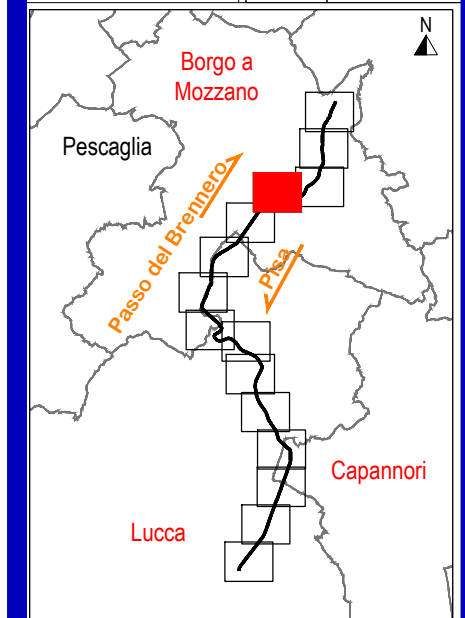 N
Borgo a
Mozzano
Pescaglia
Passo del Brennero
Pisa
Capannori
Lucca